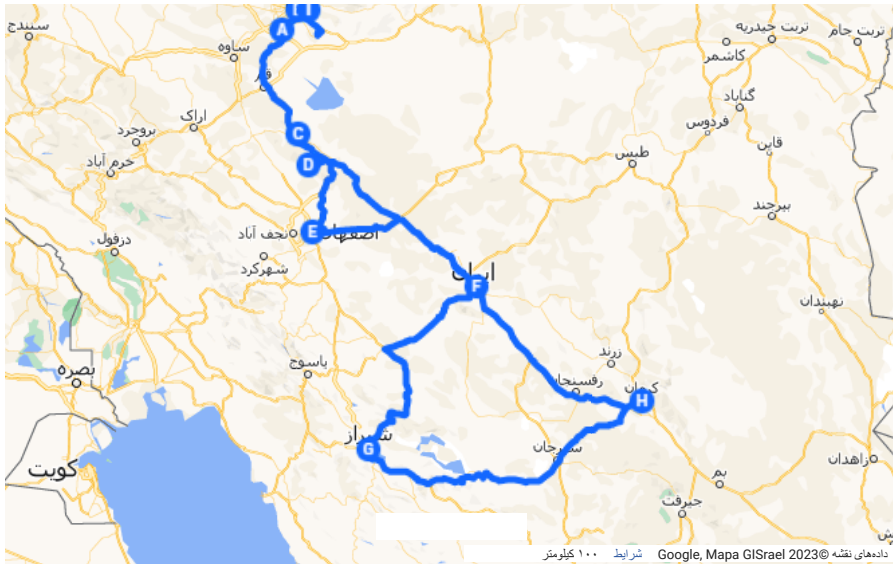 سنندج
ساوه
قم
A
کاشمر
تربت حیدریه
تربت جام
گناباد
فردوس
قاین
اراک
بروجرد
خرم آباد
C
D
طبس
بیرجند
نجف آباد
E
اصفهان
دزفول
شهرکرد
ایران
F
نهبندان
بصره
یاسوج
زرند
رفسنجان
کرمان
H
شیراز
G
سیرجان
کویت
زاهدان
بم
جیرفت
داده‌های نقشه ©2023 Google, Mapa GISrael شرایط ۱۰۰ کیلومتر